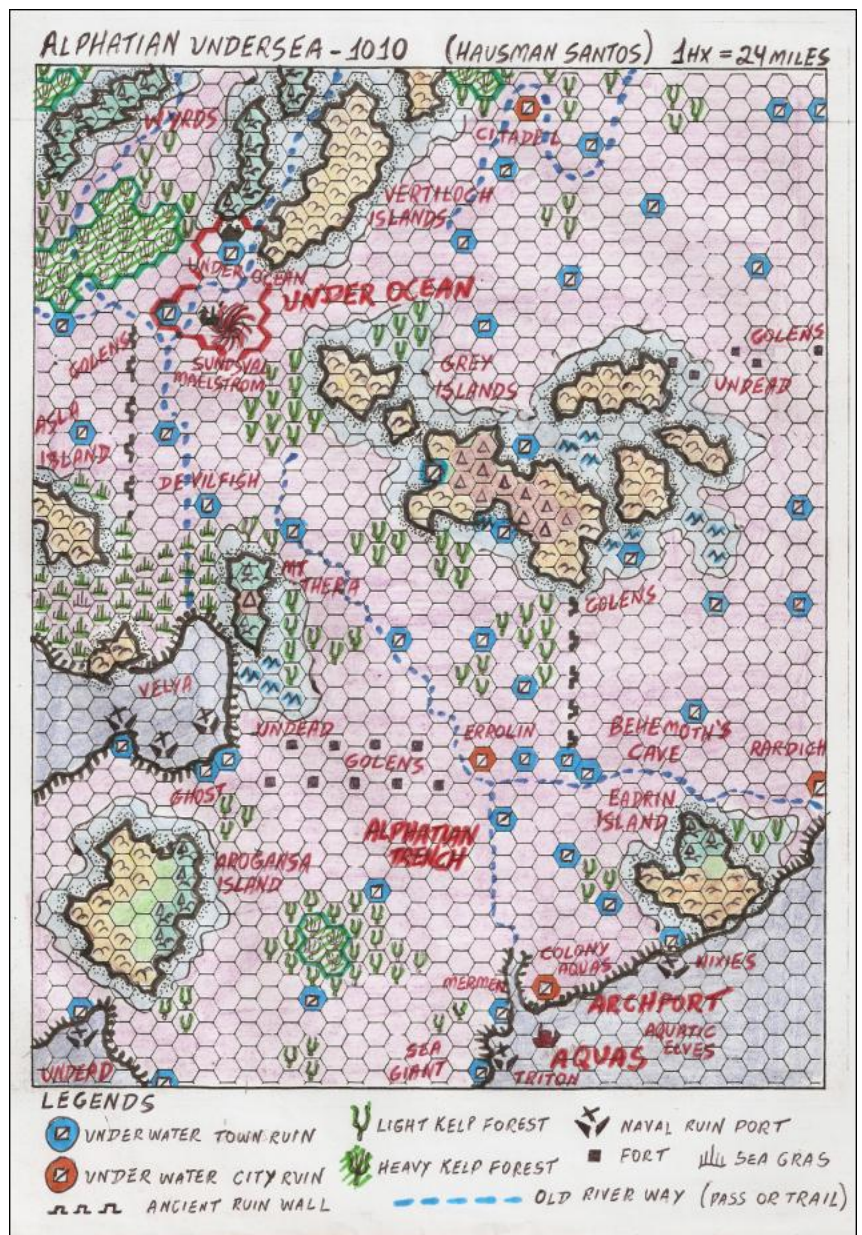 ALPHATIAN UNDERSEA - 1010 (HAUSMAN SANTOS) 1HX = 24 MILES
WYRDS
CITADEL
VERTILOGH
ISLANDS
UNDER OCEAN
UNDER OCEAN
SUNDSVAL
MAELSTROM
GOLENS
GREY
ISLANDS
GOLENS
UNDEAD
ASLA
ISLAND
DEVILFISH
MT
THERA
GOLENS
VELYA
UNDEAD
GOLENS
ERROLIN
BEHEMOTH'S
CAVE
RARDICH
GHOST
EADRIN
ISLAND
ALPHATIAN
TRENCH
AROGANSA
ISLAND
COLONY
AQUAS
NIXIES
MERMEN
ARCHPORT
AQUATIC
ELVES
SEA
GIANT
AQUAS
TRITON
UNDEAD
LEGENDS
UNDER WATER TOWN RUIN
LIGHT KELP FOREST
NAVAL RUIN PORT
UNDER WATER CITY RUIN
HEAVY KELP FOREST
FORT
SEA GRAS
ANCIENT RUIN WALL
OLD RIVER WAY (PASS OR TRAIL)